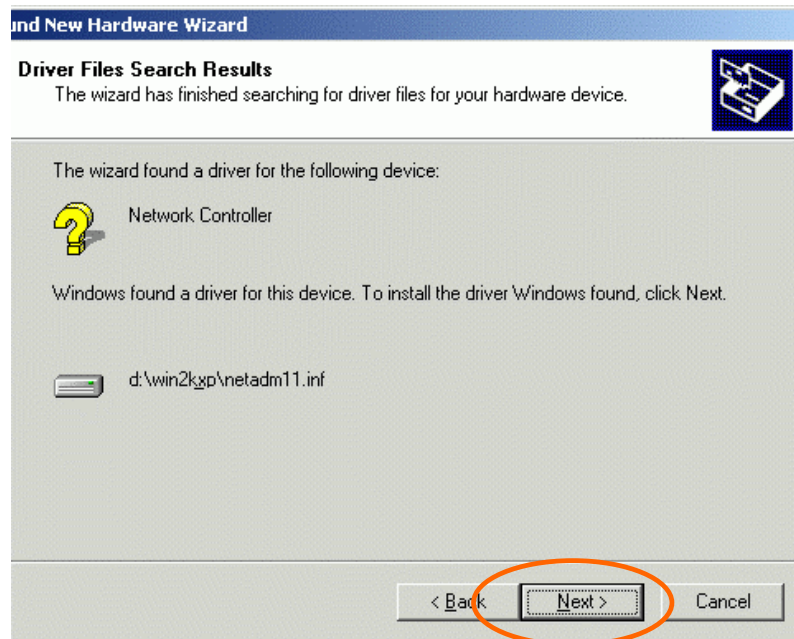 und New Hardware Wizard
Driver Files Search Results
The wizard has finished searching for driver files for your hardware device.
The wizard found a driver for the following device:
Network Controller
Windows found a driver for this device. To install the driver Windows found, click Next.
d:\win2kxp\netadm11.inf
< Back Next > Cancel